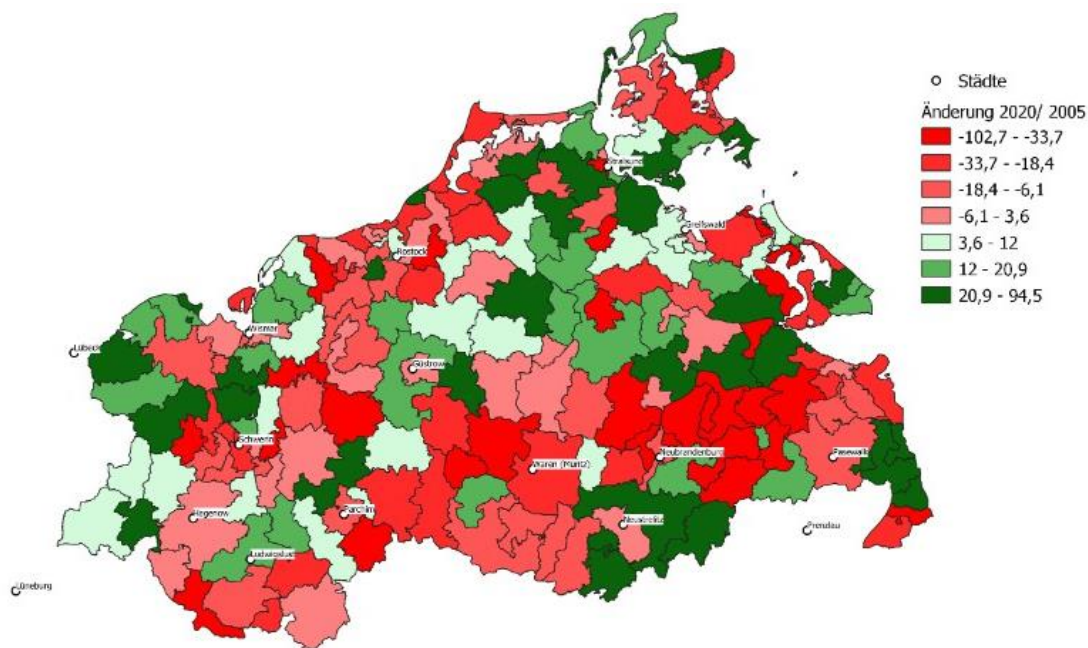 Städte
Änderung 2020/ 2005
-102,7 - -33,7
-33,7 - -18,4
-18,4 - -6,1
-6,1 - 3,6
3,6 - 12
12 - 20,9
20,9 - 94,5
Stralsund
Greifswald
Rostock
Wismar
Lübeck
Güstrow
Schwerin
Neubrandenburg
Pasewalk
Waren (Müritz)
Hagenow
Parchim
Neustrelitz
Prenzlau
Ludwigslust
Lüneburg